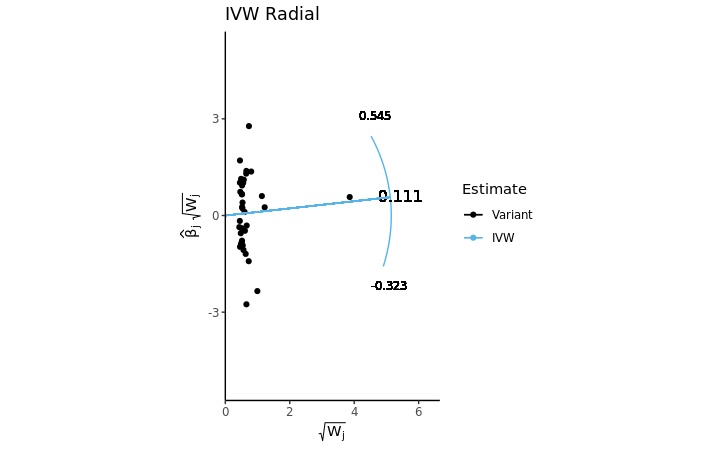 IVW Radial
β̂j √Wj
3
0
-3
0.545
0.111
-0.323
0 2 4 6
√Wj
Estimate
Variant
IVW